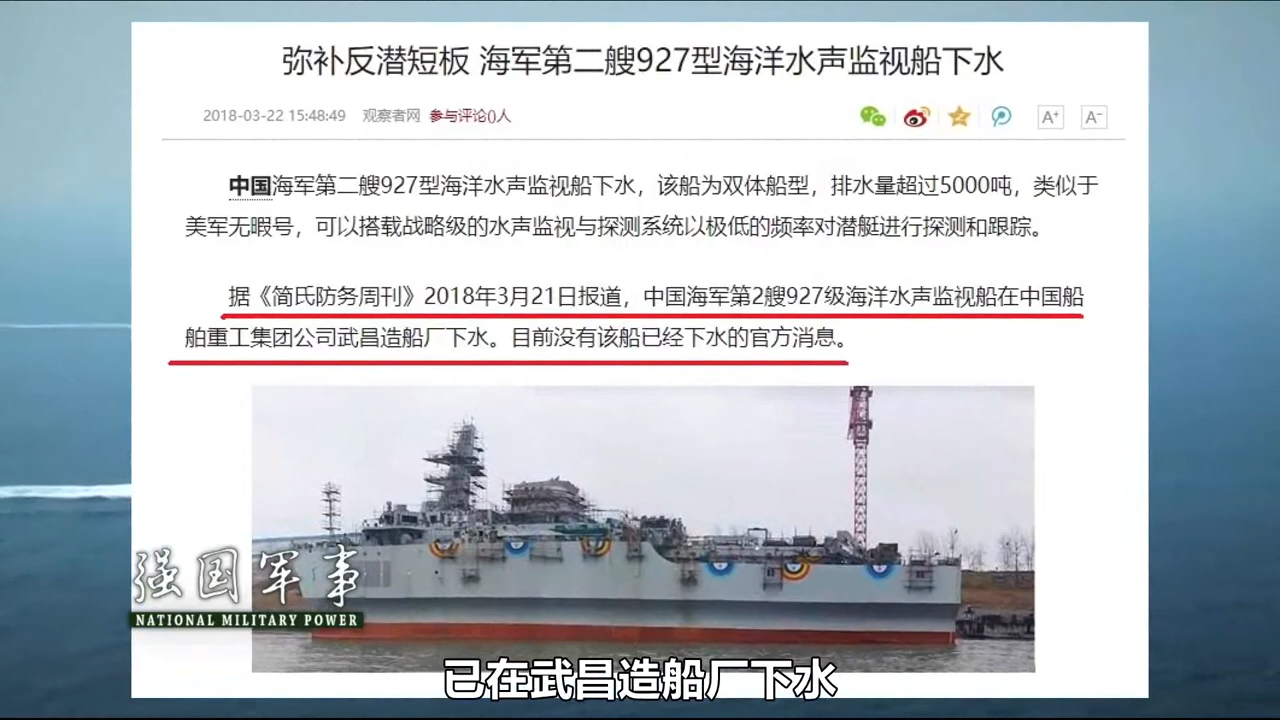 弥补反潜短板 海军第二艘927型海洋水声监视船下水
2018-03-22 15:48:49 观察者网 参与评论()人
A+ A-
中国海军第二艘927型海洋水声监视船下水，该船为双体船型，排水量超过5000吨，类似于
美军无暇号，可以搭载战略级的水声监视与探测系统以极低的频率对潜艇进行探测和跟踪。
据《简氏防务周刊》2018年3月21日报道，中国海军第2艘927级海洋水声监视船在中国船
舶重工集团公司武昌造船厂下水。目前没有该船已经下水的官方消息。
强国军事
NATIONAL MILITARY POWER
已在武昌造船厂下水